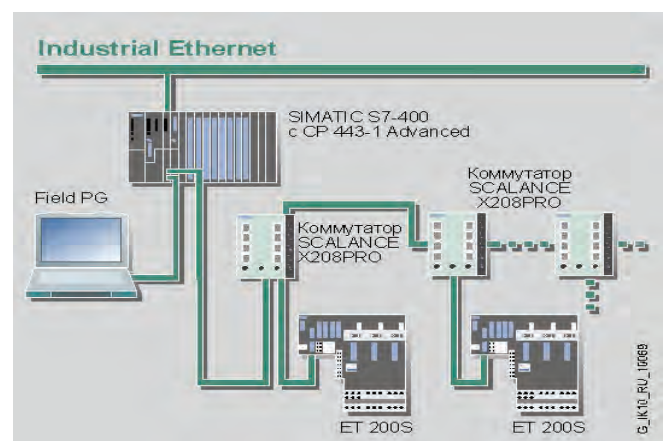 Industrial Ethernet
SIMATIC S7-400
с CP 443-1 Advanced
Коммутатор
SCALANCE
X208PRO
Field PG
Коммутатор
SCALANCE
X208PRO
ET 200S
ET 200S
G_IK10_RU_10069